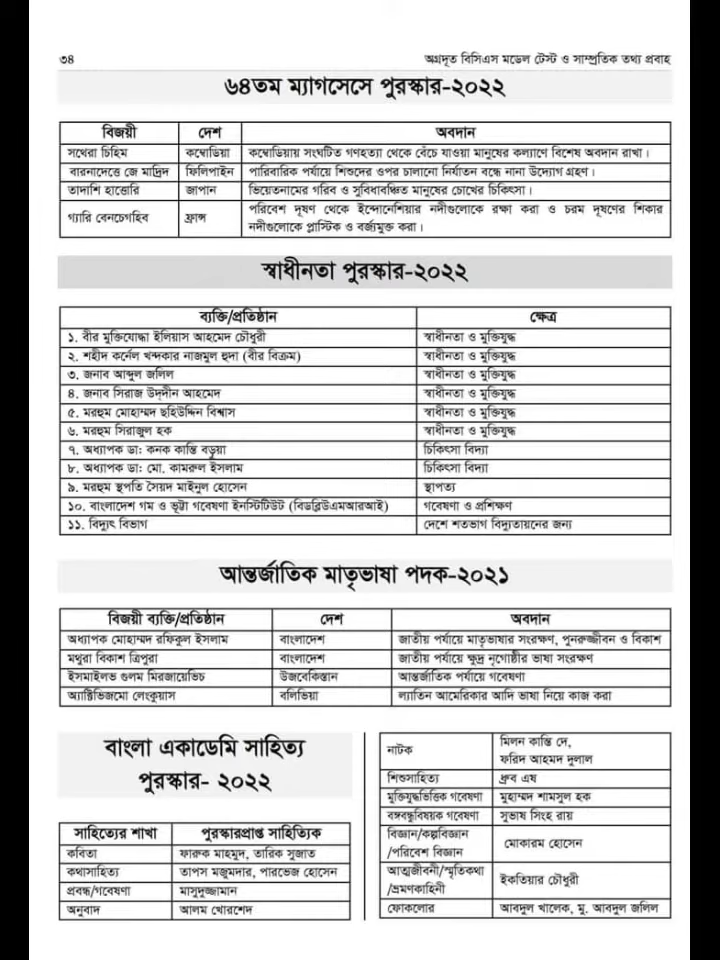 ৩৪ অগ্রদূত বিসিএস মডেল টেস্ট ও সাম্প্রতিক তথ্য প্রবাহ
৬৪তম ম্যাগসেসে পুরস্কার-২০২২
বিজয়ী দেশ অবদান
সথেরা চিহিম কম্বোডিয়া কম্বোডিয়ায় সংঘটিত গণহত্যা থেকে বেঁচে যাওয়া মানুষের কল্যাণে বিশেষ অবদান রাখা।
বারনাদেত্তে জে মাদ্রিদ ফিলিপাইন পারিবারিক পর্যায়ে শিশুদের ওপর চালানো নির্যাতন বন্ধে নানা উদ্যোগ গ্রহণ।
তাদাশি হাত্তোরি জাপান ভিয়েতনামের গরিব ও সুবিধাবঞ্চিত মানুষের চোখের চিকিৎসা।
গ্যারি বেনচেগহিব ফ্রান্স পরিবেশ দূষণ থেকে ইন্দোনেশিয়ার নদীগুলোকে রক্ষা করা ও চরম দূষণের শিকার
নদীগুলোকে প্লাস্টিক ও বর্জ্যমুক্ত করা।
স্বাধীনতা পুরস্কার-২০২২
ব্যক্তি/প্রতিষ্ঠান ক্ষেত্র
১. বীর মুক্তিযোদ্ধা ইলিয়াস আহমেদ চৌধুরী স্বাধীনতা ও মুক্তিযুদ্ধ
২. শহীদ কর্নেল খন্দকার নাজমুল হুদা (বীর বিক্রম) স্বাধীনতা ও মুক্তিযুদ্ধ
৩. জনাব আব্দুল জলিল স্বাধীনতা ও মুক্তিযুদ্ধ
৪. জনাব সিরাজ উদ্‌দীন আহমেদ স্বাধীনতা ও মুক্তিযুদ্ধ
৫. মরহুম মোহাম্মদ ছহিউদ্দিন বিশ্বাস স্বাধীনতা ও মুক্তিযুদ্ধ
৬. মরহুম সিরাজুল হক স্বাধীনতা ও মুক্তিযুদ্ধ
৭. অধ্যাপক ডা: কনক কান্তি বড়ুয়া চিকিৎসা বিদ্যা
৮. অধ্যাপক ডা: মো. কামরুল ইসলাম চিকিৎসা বিদ্যা
৯. মরহুম স্থপতি সৈয়দ মাইনুল হোসেন স্থাপত্য
১০. বাংলাদেশ গম ও ভূট্টা গবেষণা ইনস্টিটিউট (বিডব্লিউএমআরআই) গবেষণা ও প্রশিক্ষণ
১১. বিদ্যুৎ বিভাগ দেশে শতভাগ বিদ্যুতায়নের জন্য
আন্তর্জাতিক মাতৃভাষা পদক-২০২১
বিজয়ী ব্যক্তি/প্রতিষ্ঠান দেশ অবদান
অধ্যাপক মোহাম্মদ রফিকুল ইসলাম বাংলাদেশ জাতীয় পর্যায়ে মাতৃভাষার সংরক্ষণ, পুনরুজ্জীবন ও বিকাশ
মথুরা বিকাশ ত্রিপুরা বাংলাদেশ জাতীয় পর্যায়ে ক্ষুদ্র নৃগোষ্ঠীর ভাষা সংরক্ষণ
ইসমাইলভ গুলম মিরজায়েভিচ উজবেকিস্তান আন্তর্জাতিক পর্যায়ে গবেষণা
অ্যাক্টিভিজমো লেংকুয়াস বলিভিয়া ল্যাতিন আমেরিকার আদি ভাষা নিয়ে কাজ করা
বাংলা একাডেমি সাহিত্য
পুরস্কার- ২০২২
সাহিত্যের শাখা পুরস্কারপ্রাপ্ত সাহিত্যিক
কবিতা ফারুক মাহমুদ, তারিক সুজাত
কথাসাহিত্য তাপস মজুমদার, পারভেজ হোসেন
প্রবন্ধ/গবেষণা মাসুদুজ্জামান
অনুবাদ আলম খোরশেদ
নাটক মিলন কান্তি দে,
ফরিদ আহমদ দুলাল
শিশুসাহিত্য ধ্রুব এষ
মুক্তিযুদ্ধভিত্তিক গবেষণা মুহাম্মদ শামসুল হক
বঙ্গবন্ধুবিষয়ক গবেষণা সুভাষ সিংহ রায়
বিজ্ঞান/কল্পবিজ্ঞান
/পরিবেশ বিজ্ঞান মোকারম হোসেন
আত্মজীবনী/স্মৃতিকথা
/ভ্রমণকাহিনী ইকতিয়ার চৌধুরী
ফোকলোর আবদুল খালেক, মু. আবদুল জলিল